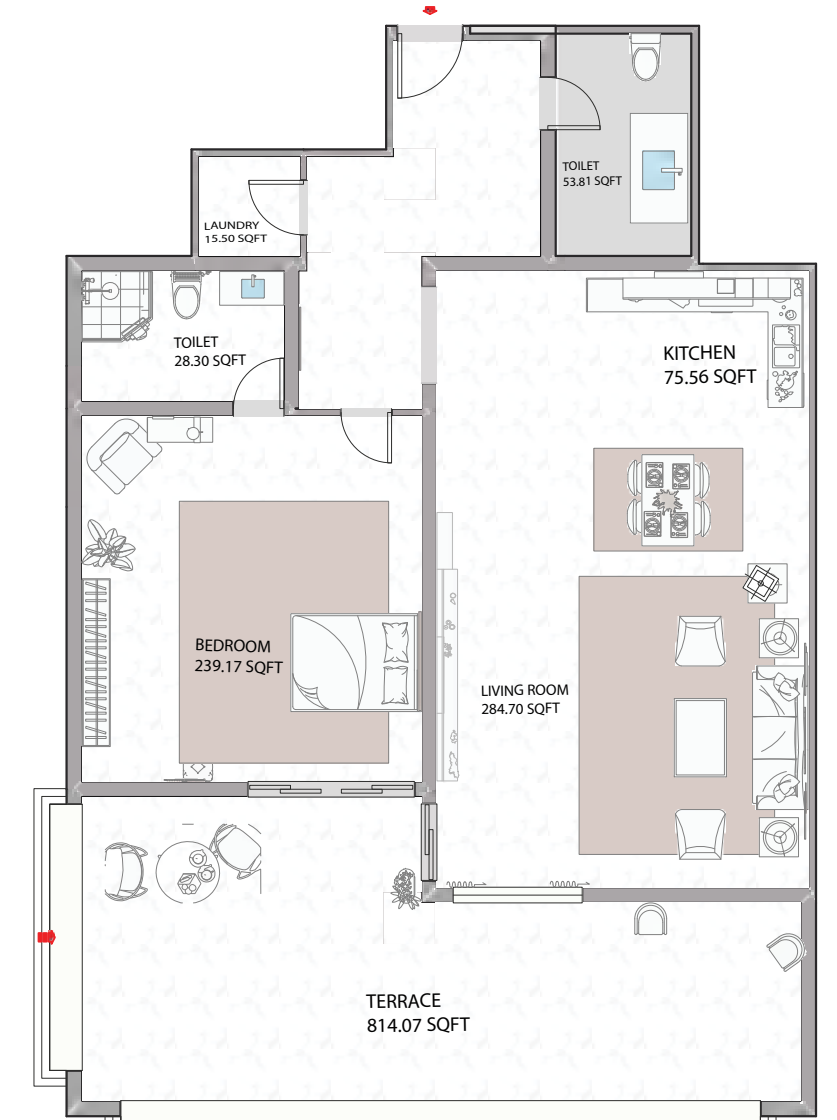 TOILET
53.81 SQFT
LAUNDRY
15.50 SQFT
TOILET
28.30 SQFT
KITCHEN
75.56 SQFT
BEDROOM
239.17 SQFT
LIVING ROOM
284.70 SQFT
TERRACE
814.07 SQFT